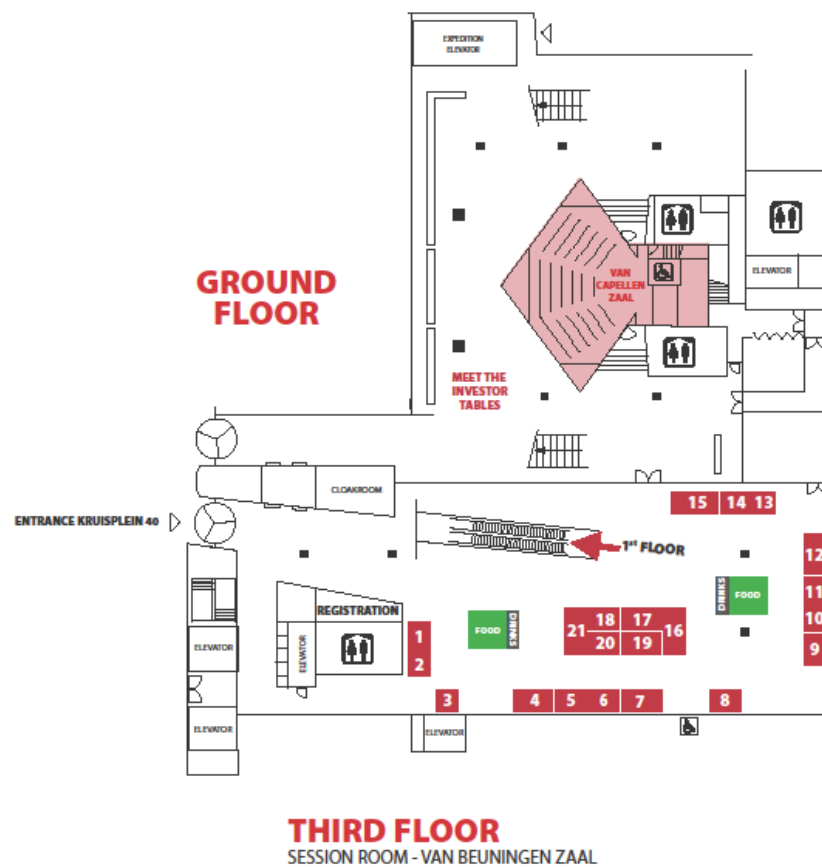 EXPEDITION
ELEVATOR
GROUND
FLOOR
VAN
CAPELLEN
ZAAL
ELEVATOR
MEET THE
INVESTOR
TABLES
CLOAKROOM
ENTRANCE KRUISPLEIN 40
15
14
13
1st FLOOR
12
11
10
9
DRINKS
FOOD
REGISTRATION
ELEVATOR
ELEVATOR
1
2
FOOD
DRINKS
21
18
17
16
20
19
3
4
5
6
7
8
ELEVATOR
ELEVATOR
THIRD FLOOR
SESSION ROOM - VAN BEUNINGEN ZAAL